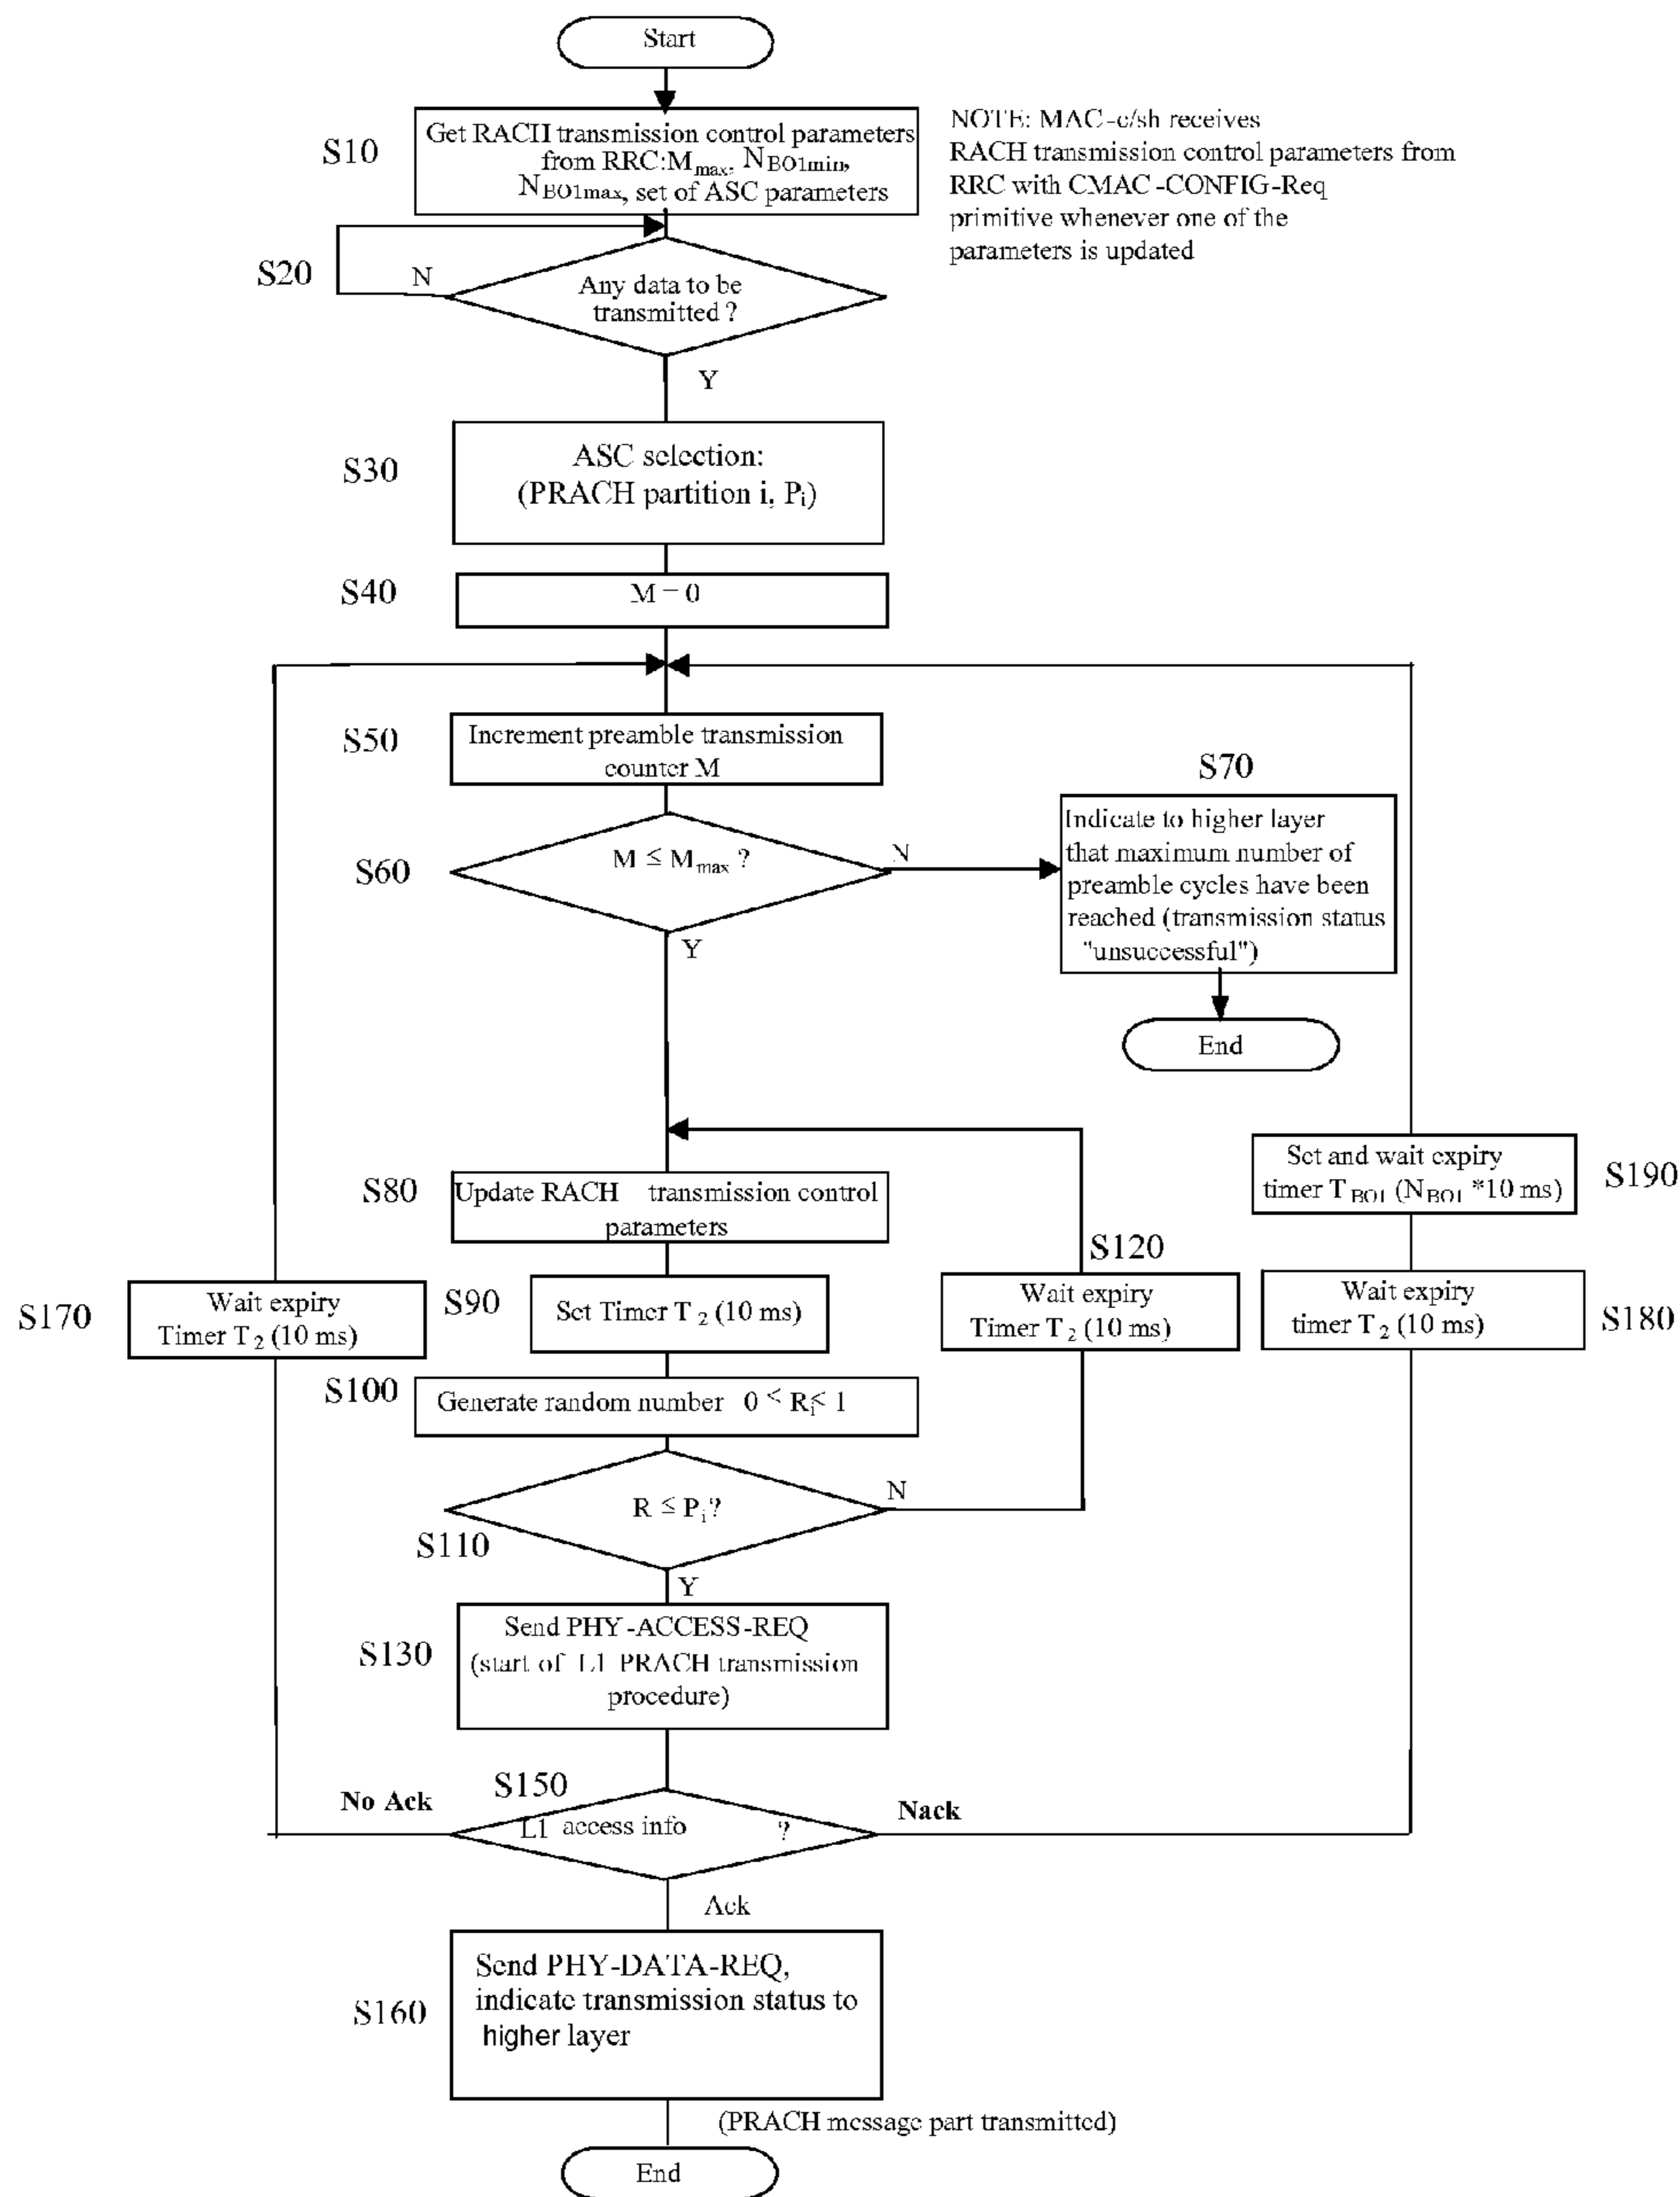 Start
S10
Get RACH transmission control parameters
from RRC:Mmax, NBO1min,
NBO1max, set of ASC parameters
NOTE: MAC-c/sh receives
RACH transmission control parameters from
RRC with CMAC-CONFIG-Req
primitive whenever one of the
parameters is updated
S20
N
Any data to be
transmitted ?
Y
S30
ASC selection:
(PRACH partition i, Pi)
S40
M = 0
S50
Increment preamble transmission
counter M
S60
M ≤ Mmax ?
N
Y
S70
Indicate to higher layer
that maximum number of
preamble cycles have been
reached (transmission status
"unsuccessful")
End
S80
Update RACH transmission control
parameters
S190
Set and wait expiry
timer TBO1 (NBO1 *10 ms)
S170
Wait expiry
Timer T2 (10 ms)
S90
Set Timer T2 (10 ms)
S120
Wait expiry
Timer T2 (10 ms)
S180
Wait expiry
timer T2 (10 ms)
S100
Generate random number 0 < Ri< 1
S110
R ≤ Pi?
N
Y
S130
Send PHY-ACCESS-REQ
(start of L1 PRACH transmission
procedure)
S150
No Ack
L1 access info ?
Nack
Ack
S160
Send PHY-DATA-REQ,
indicate transmission status to
higher layer
(PRACH message part transmitted)
End